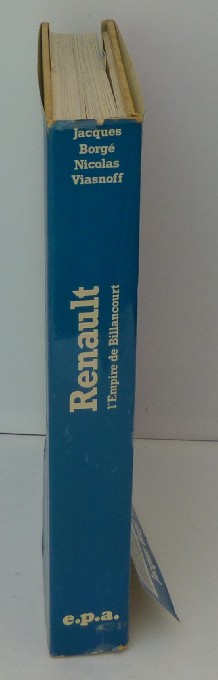 Jacques
Borgé
Nicolas
Viasnoff
Renault
l'Empire de Billancourt
e.p.a.